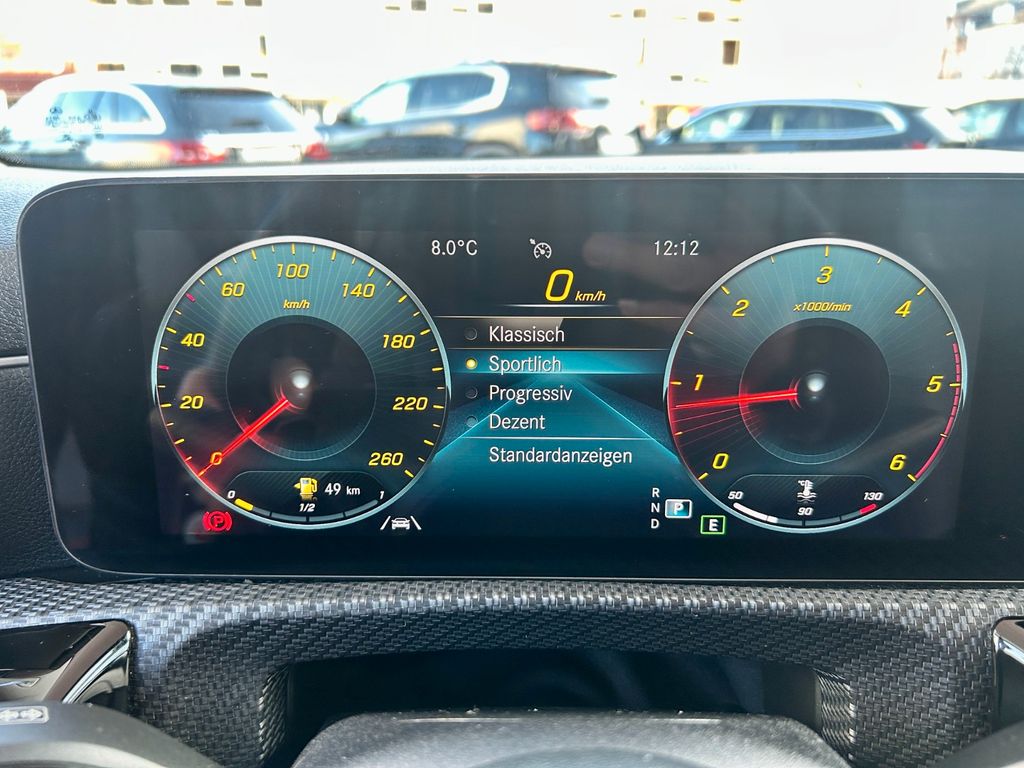 8.0°C
12:12
0 km/h
0
20
40
60
100
140
180
220
260
km/h
Klassisch
Sportlich
Progressiv
Dezent
Standardanzeigen
0
1
2
3
4
5
6
x1000/min
0 1/2 1
49 km
P
R
N
D
P
E
°C
50 90 130